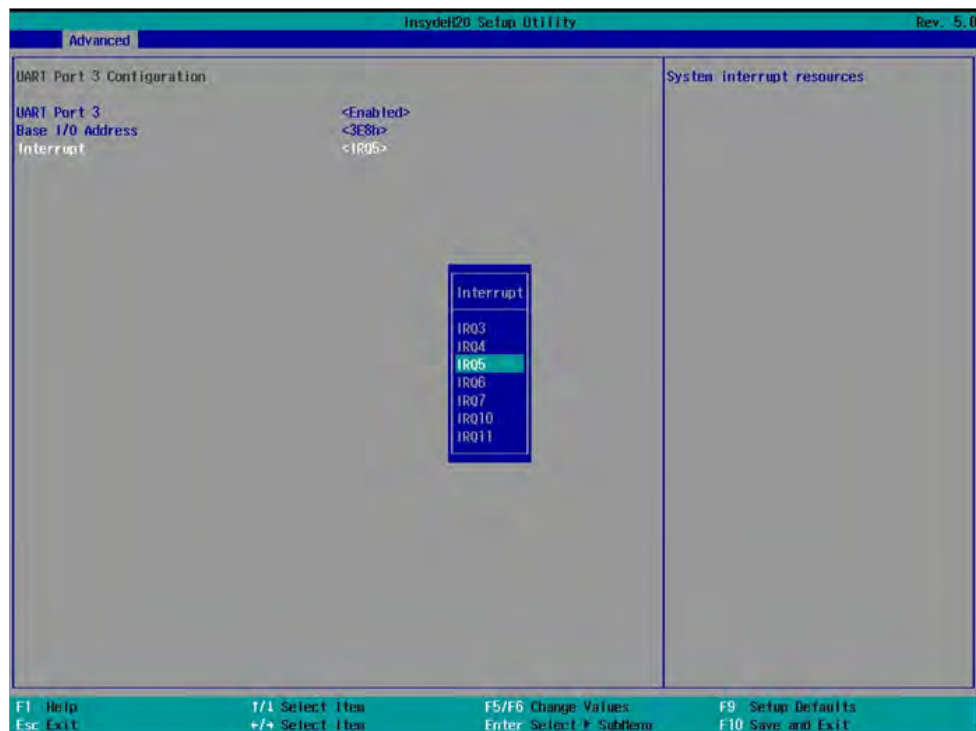 InsydeH20 Setup Utility Rev. 5.0
Advanced
UART Port 3 Configuration
System interrupt resources
UART Port 3 <Enabled>
Base I/O Address <3E8h>
Interrupt <IRQ5>
Interrupt
IRQ3
IRQ4
IRQ5
IRQ6
IRQ7
IRQ10
IRQ11
F1 Help ↑/↓ Select Item F5/F6 Change Values F9 Setup Defaults
Esc Exit Select Item Enter Select ▶ SubMenu F10 Save and Exit